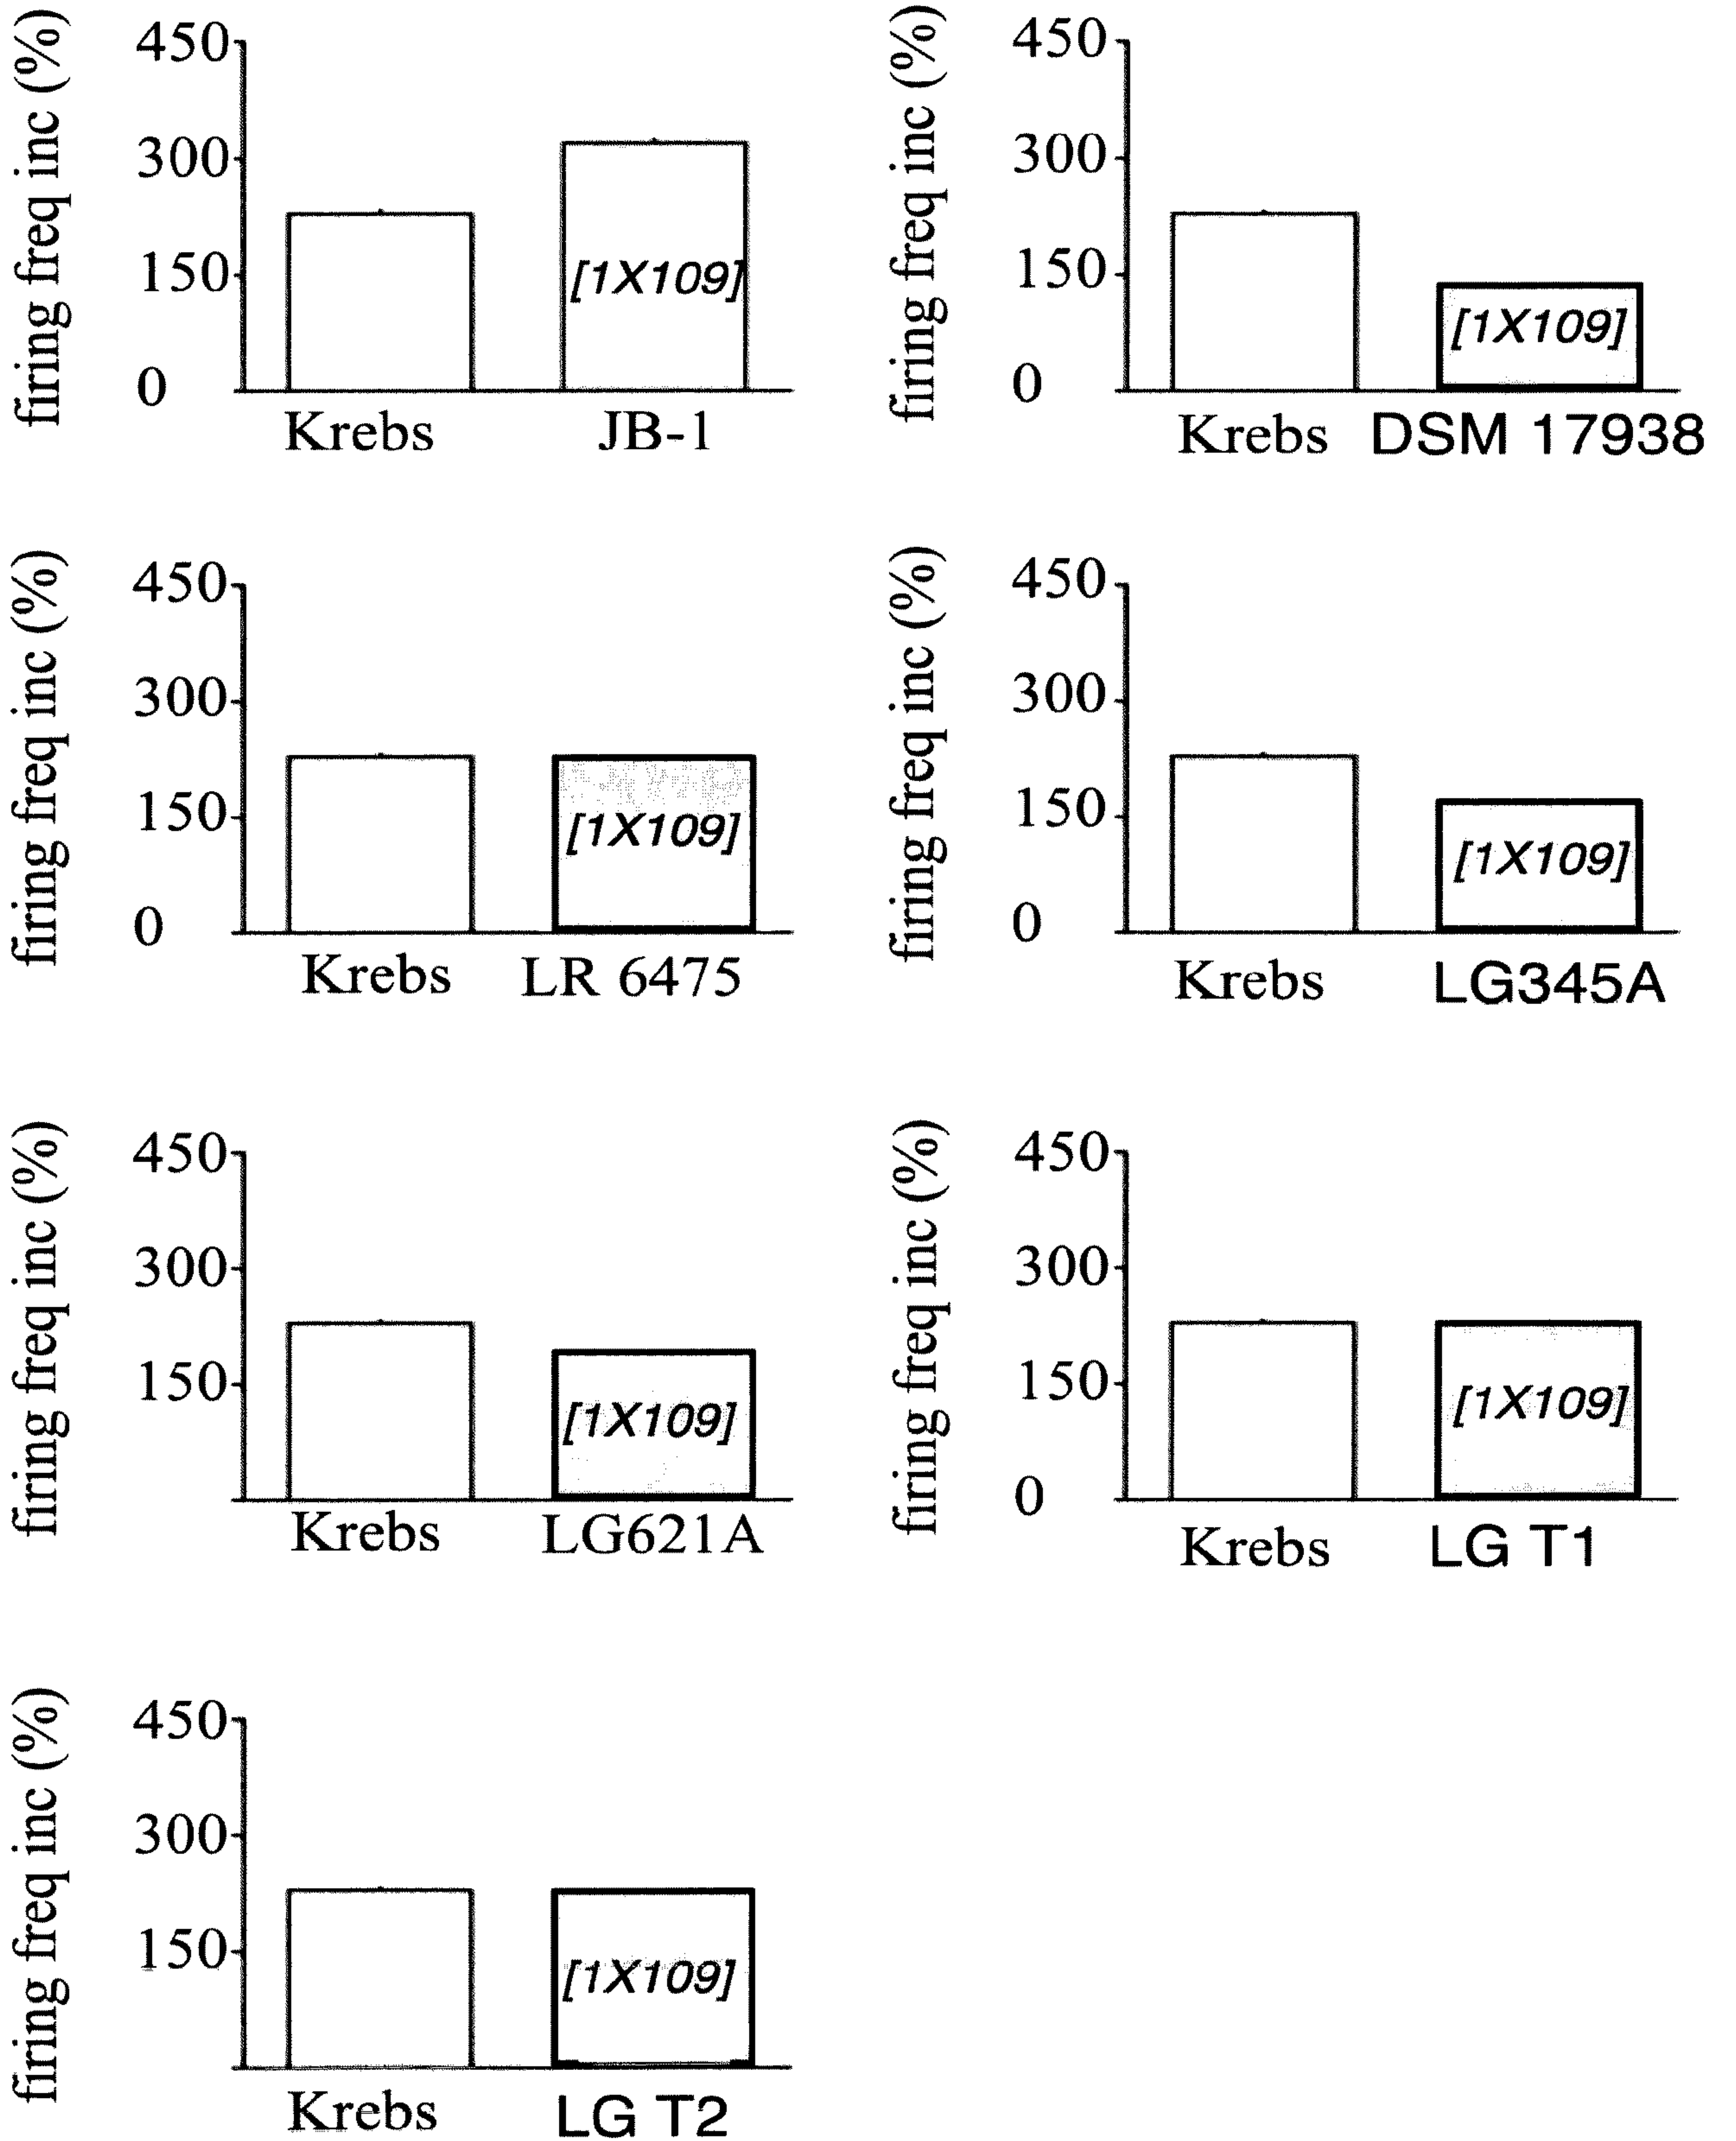 firing freq inc (%)
450
300
150
0
[1X109]
Krebs JB-1
firing freq inc (%)
450
300
150
0
[1X109]
Krebs DSM 17938
firing freq inc (%)
450
300
150
0
[1X109]
Krebs LR 6475
firing freq inc (%)
450
300
150
0
[1X109]
Krebs LG345A
firing freq inc (%)
450
300
150
[1X109]
Krebs LG621A
firing freq inc (%)
450
300
150
0
[1X109]
Krebs LG T1
firing freq inc (%)
450
300
150
[1X109]
Krebs LG T2